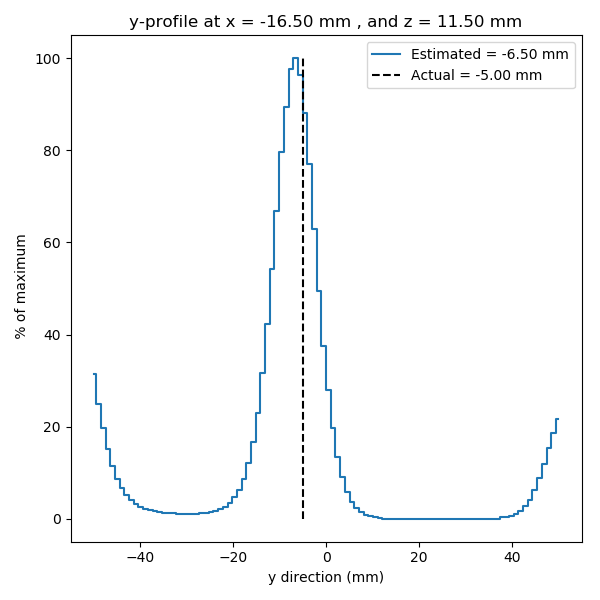 y-profile at x = -16.50 mm , and z = 11.50 mm
Estimated = -6.50 mm
Actual = -5.00 mm
% of maximum
100
80
60
40
20
0
−40
−20
0
20
40
y direction (mm)